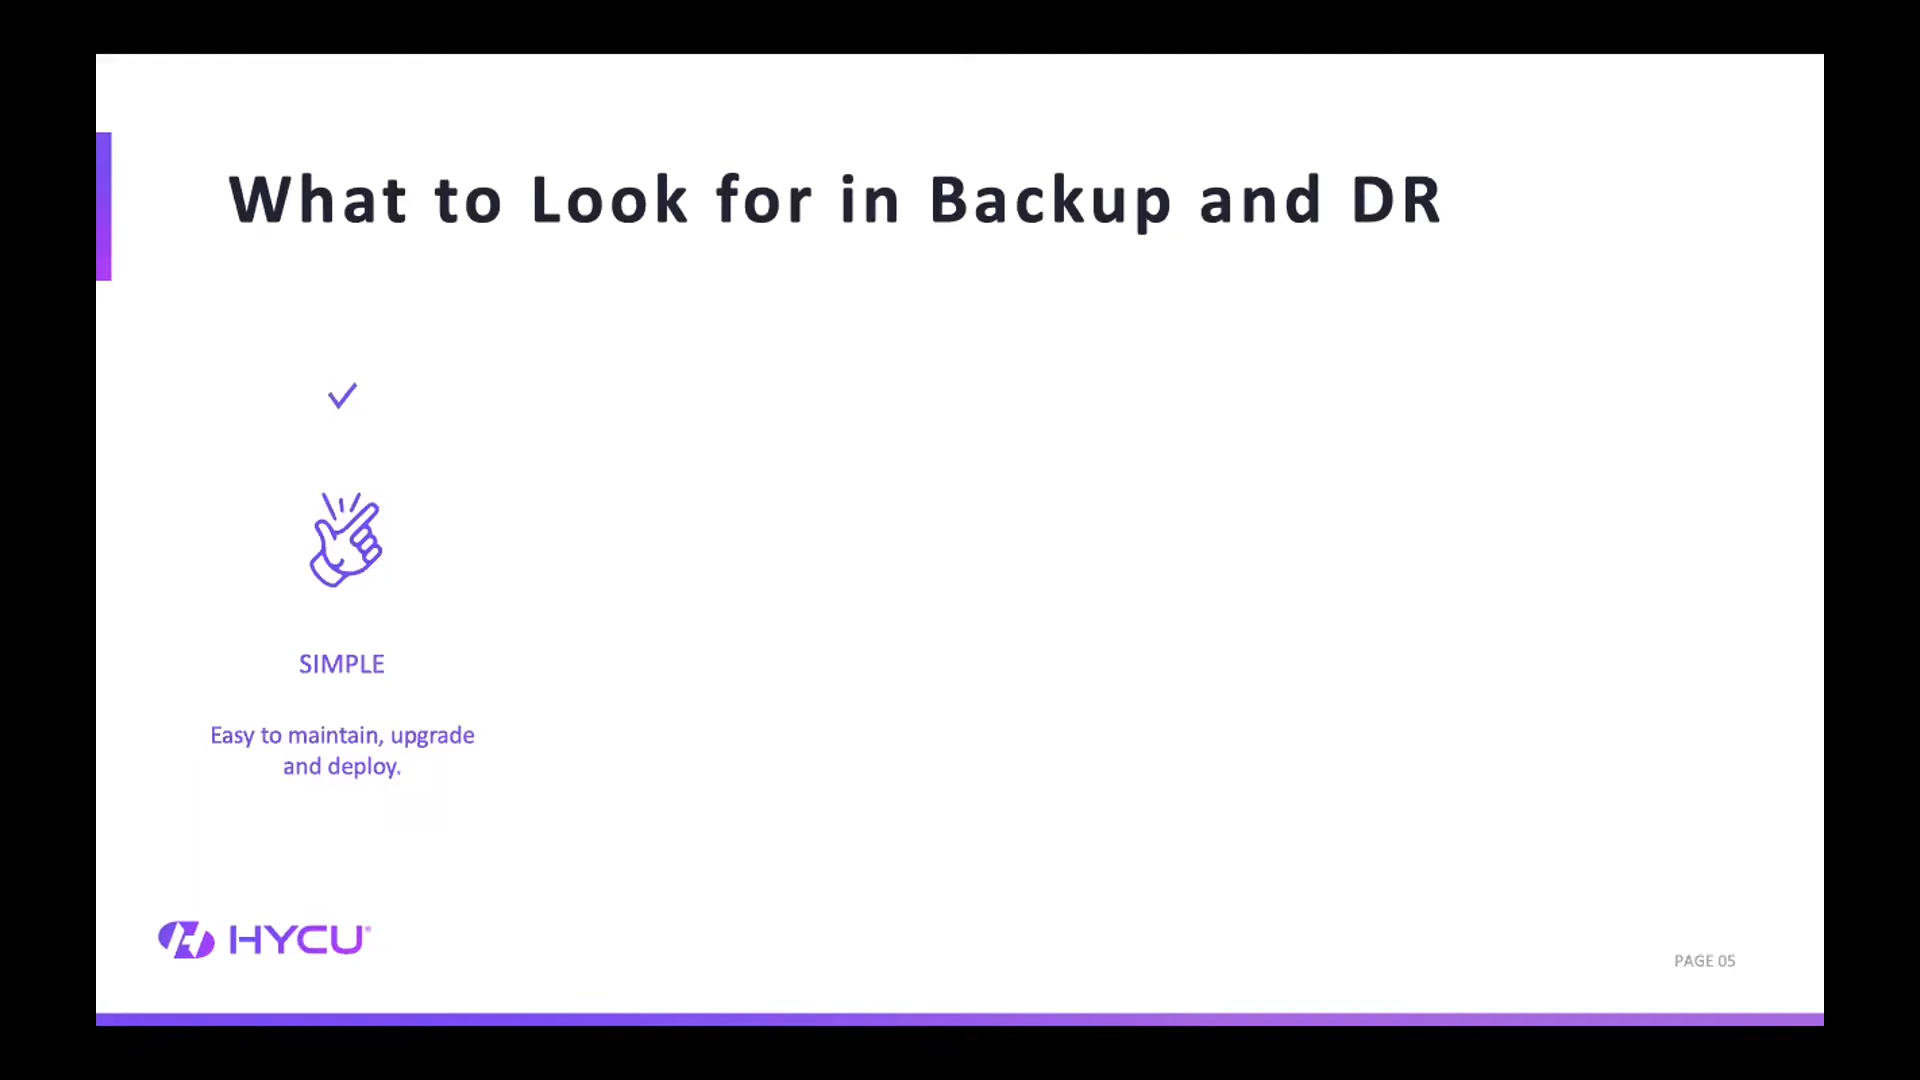 What to Look for in Backup and DR
SIMPLE
Easy to maintain, upgrade
and deploy.
HYCU®
PAGE 05